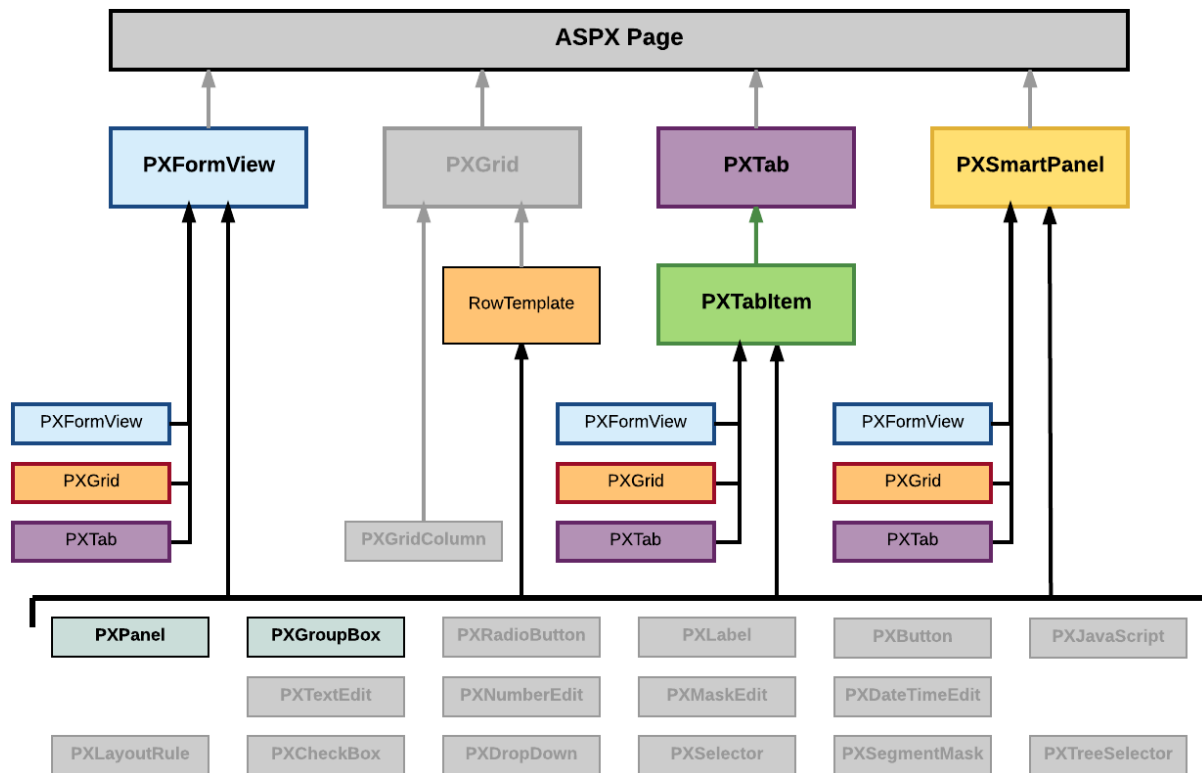 ASPX Page
PXFormView
PXGrid
PXTab
PXSmartPanel
RowTemplate
PXTabItem
PXFormView
PXFormView
PXFormView
PXGrid
PXGrid
PXGrid
PXTab
PXGridColumn
PXTab
PXTab
PXPanel
PXGroupBox
PXRadioButton
PXLabel
PXButton
PXJavaScript
PXTextEdit
PXNumberEdit
PXMaskEdit
PXDateTimeEdit
PXLayoutRule
PXCheckBox
PXDropDown
PXSelector
PXSegmentMask
PXTreeSelector